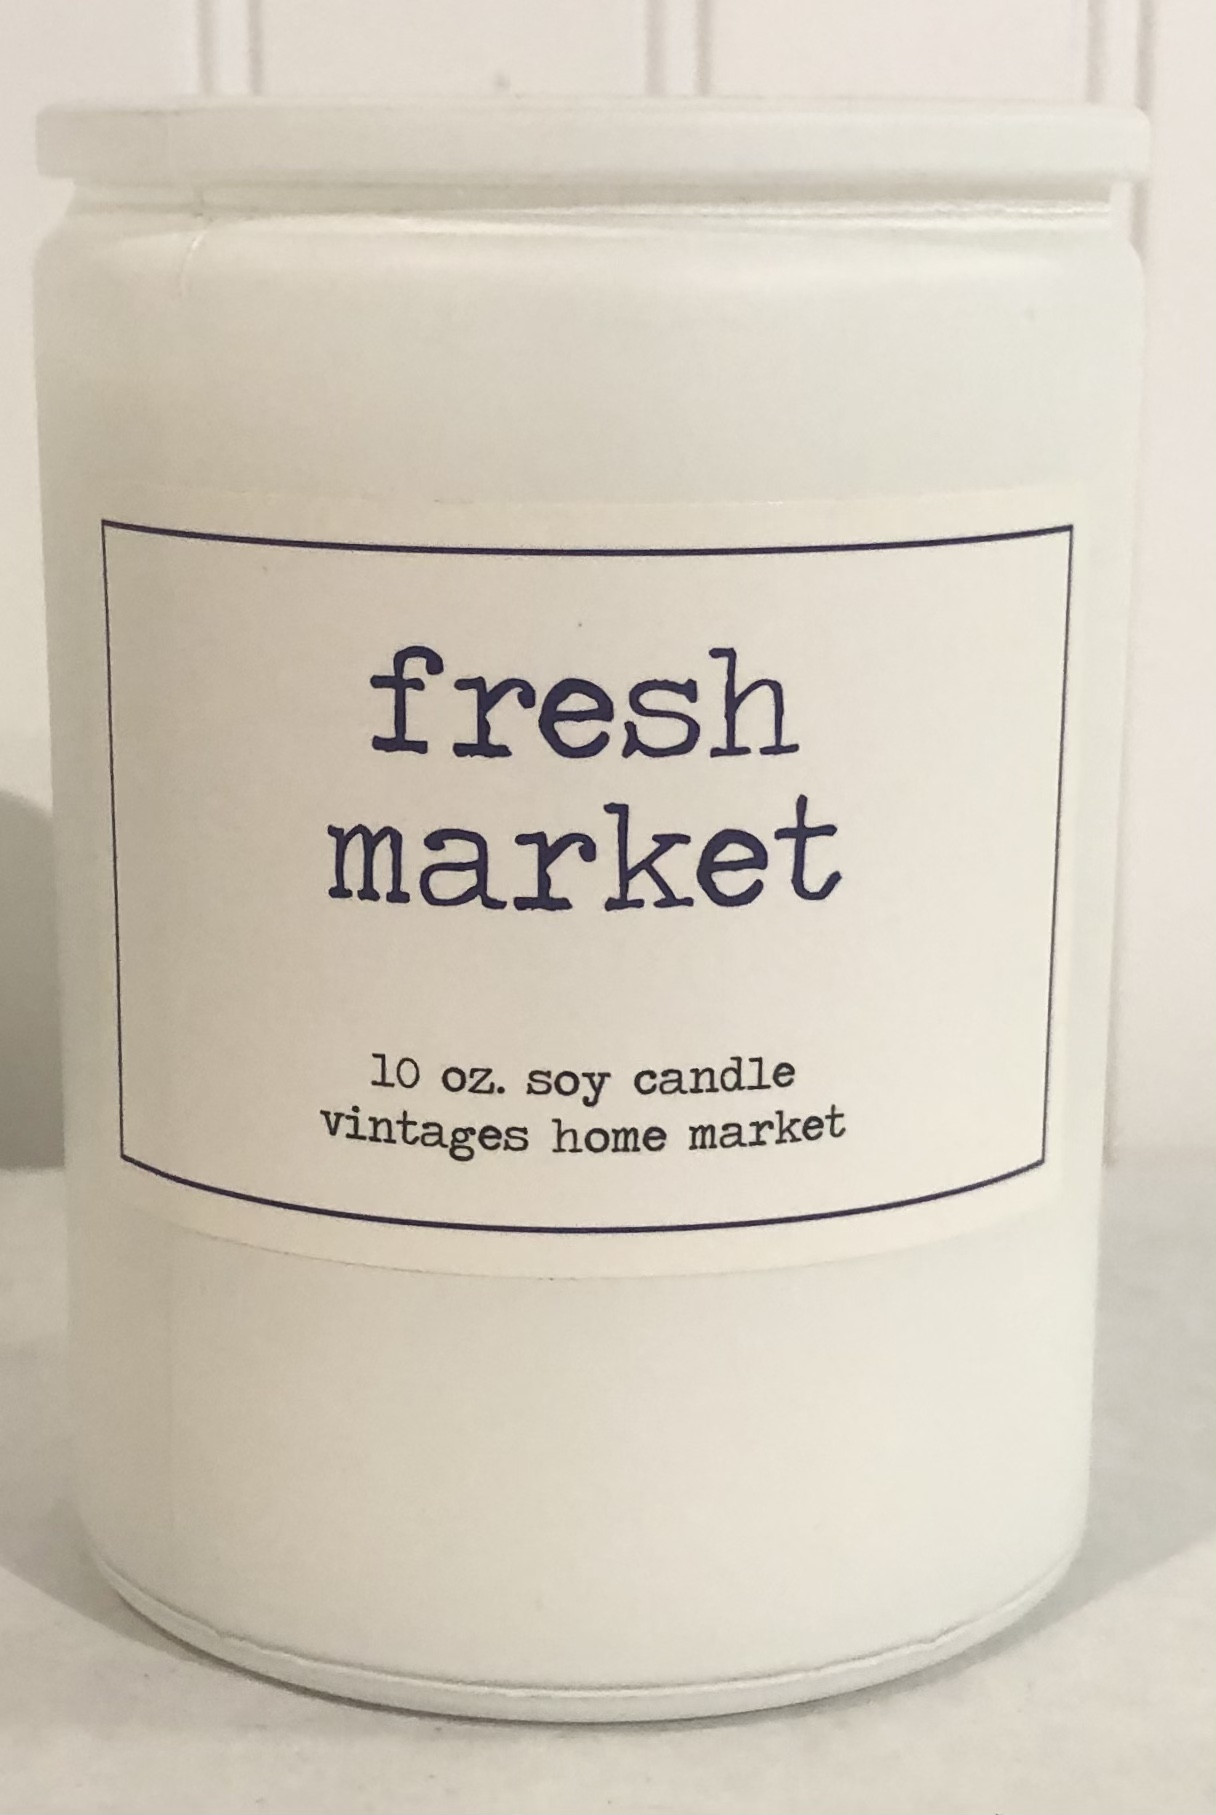 fresh
market
10 oz. soy candle
vintages home market